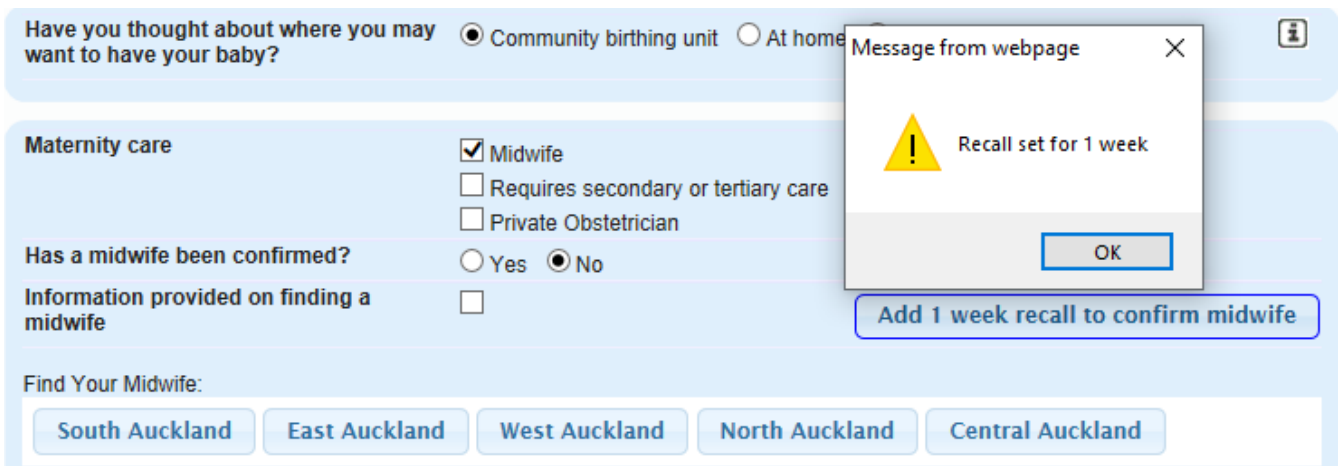 Have you thought about where you may
want to have your baby?
Community birthing unit At home
Message from webpage
Recall set for 1 week
OK
Maternity care
Midwife
Requires secondary or tertiary care
Private Obstetrician
Has a midwife been confirmed?
Yes No
Information provided on finding a
midwife
Add 1 week recall to confirm midwife
Find Your Midwife:
South Auckland East Auckland West Auckland North Auckland Central Auckland